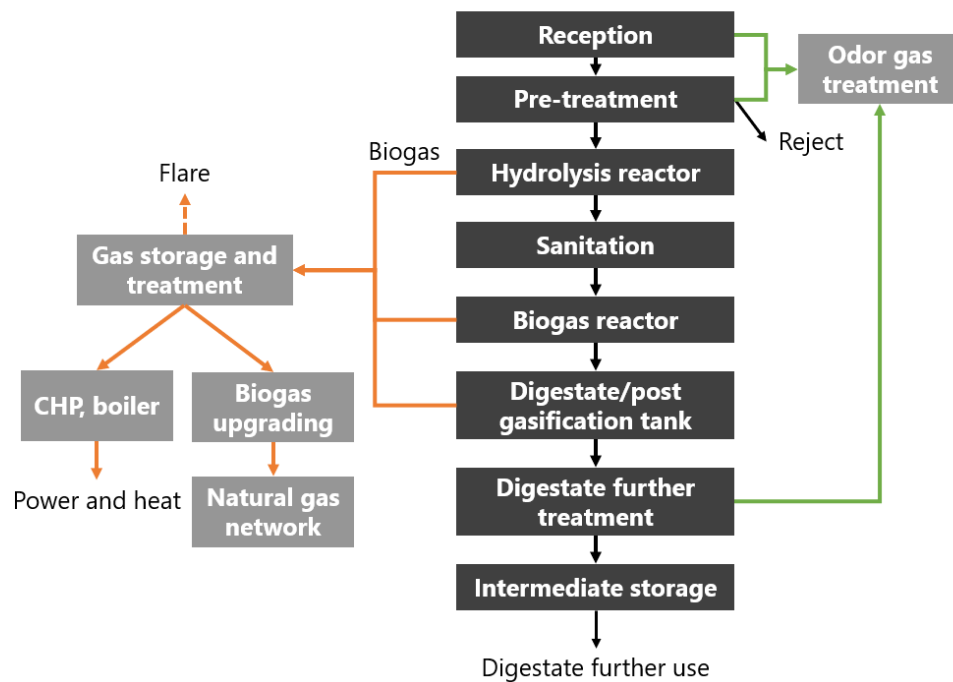 Reception
Odor gas
treatment
Pre-treatment
Reject
Biogas
Hydrolysis reactor
Flare
Sanitation
Gas storage and
treatment
Biogas reactor
CHP, boiler
Biogas
upgrading
Digestate/post
gasification tank
Power and heat
Natural gas
network
Digestate further
treatment
Intermediate storage
Digestate further use